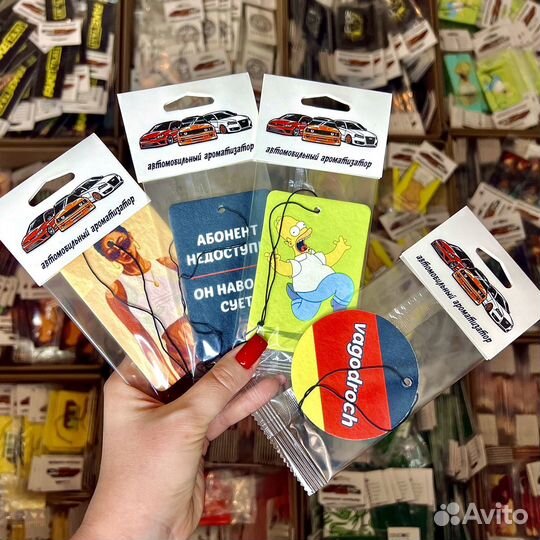 автомобильный ароматизатор
автомобильный ароматизатор
автомобильный ароматизатор
автомобильный ароматизатор
АБОНЕНТ
НЕДОСТУП
ОН НАВО
СУЕТ
vagodroch
Avito